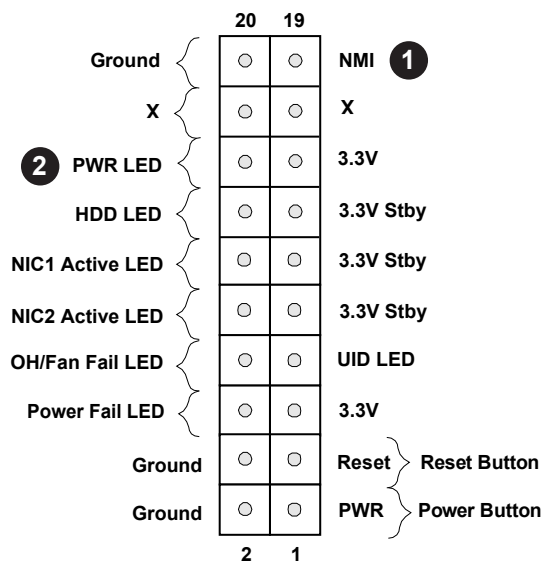 20 19
Ground NMI 1
X X
2 PWR LED 3.3V
HDD LED 3.3V Stby
NIC1 Active LED 3.3V Stby
NIC2 Active LED 3.3V Stby
OH/Fan Fail LED UID LED
Power Fail LED 3.3V
Ground Reset Reset Button
Ground PWR Power Button
2 1